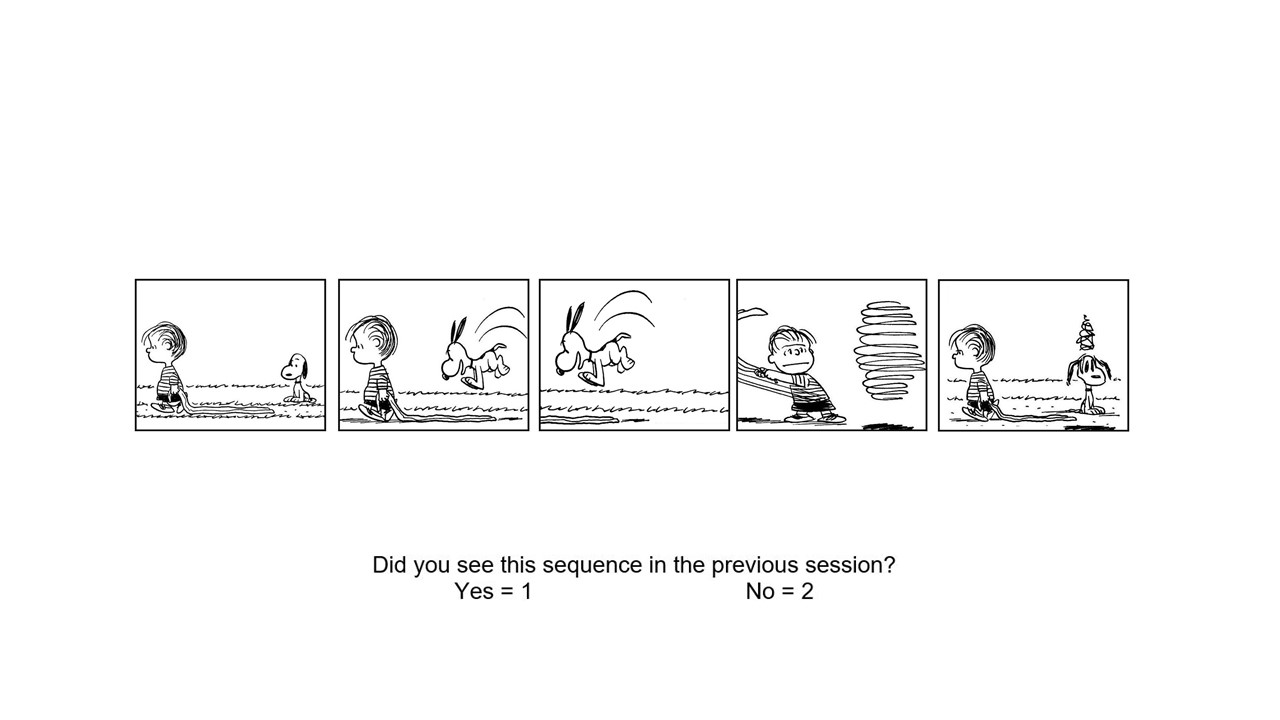 Did you see this sequence in the previous session?
Yes = 1 No = 2